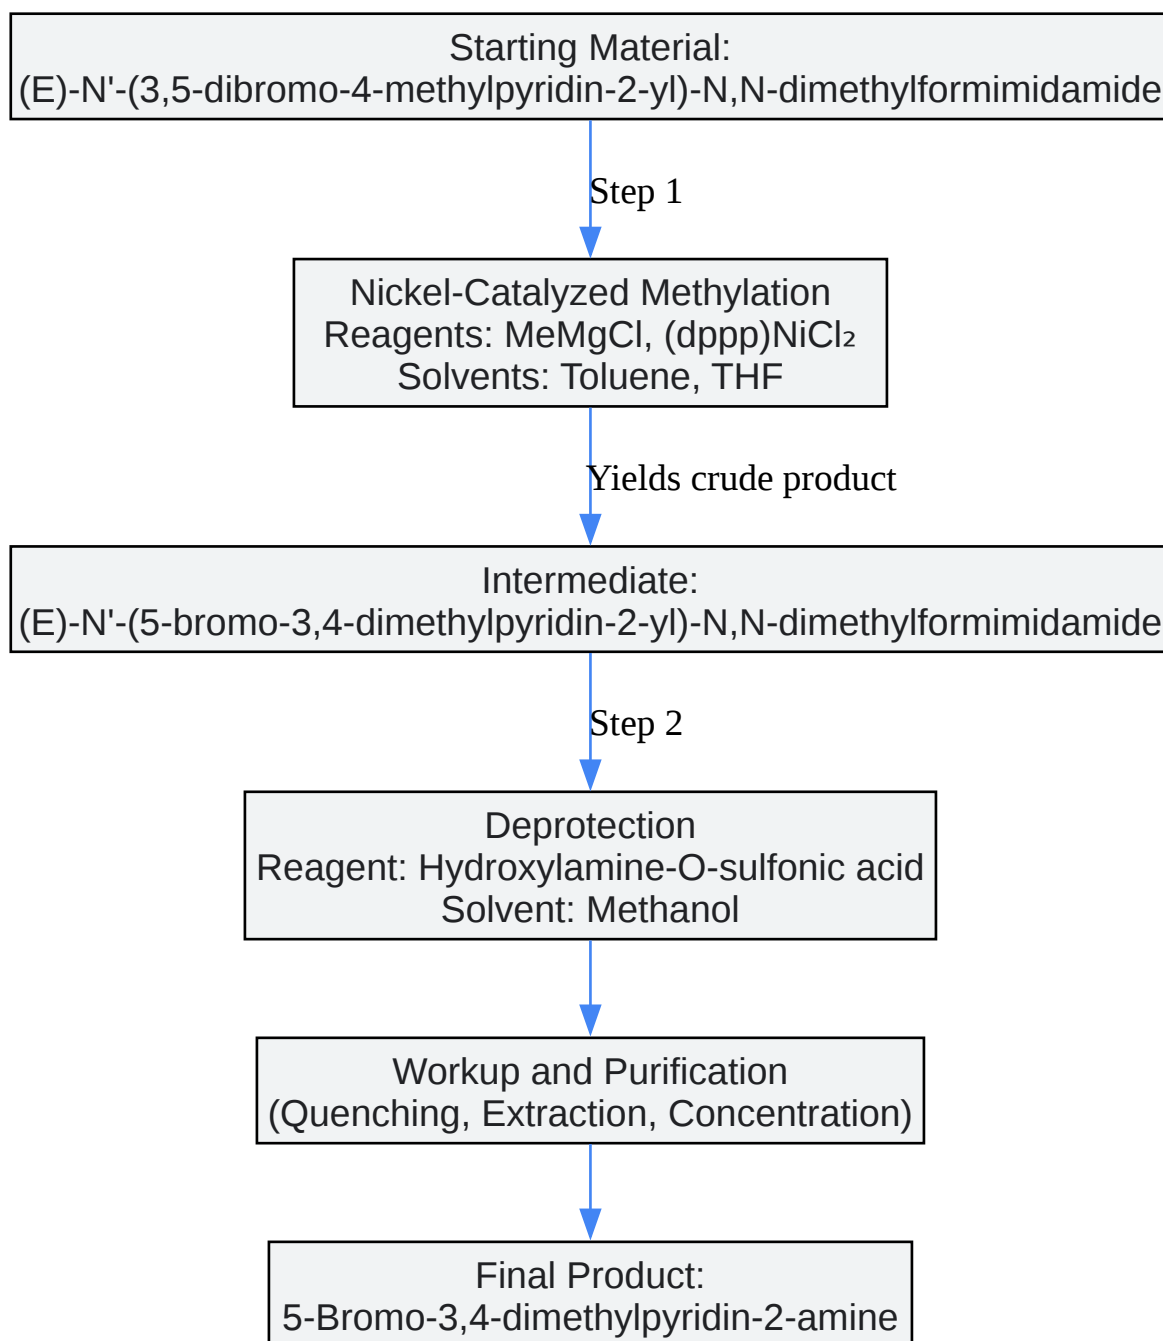 Starting Material:
(E)-N'-(3,5-dibromo-4-methylpyridin-2-yl)-N,N-dimethylformimidamide
Step 1
Nickel-Catalyzed Methylation
Reagents: MeMgCl, (dppp)NiCl₂
Solvents: Toluene, THF
Yields crude product
Intermediate:
(E)-N'-(5-bromo-3,4-dimethylpyridin-2-yl)-N,N-dimethylformimidamide
Step 2
Deprotection
Reagent: Hydroxylamine-O-sulfonic acid
Solvent: Methanol
Workup and Purification
(Quenching, Extraction, Concentration)
Final Product:
5-Bromo-3,4-dimethylpyridin-2-amine